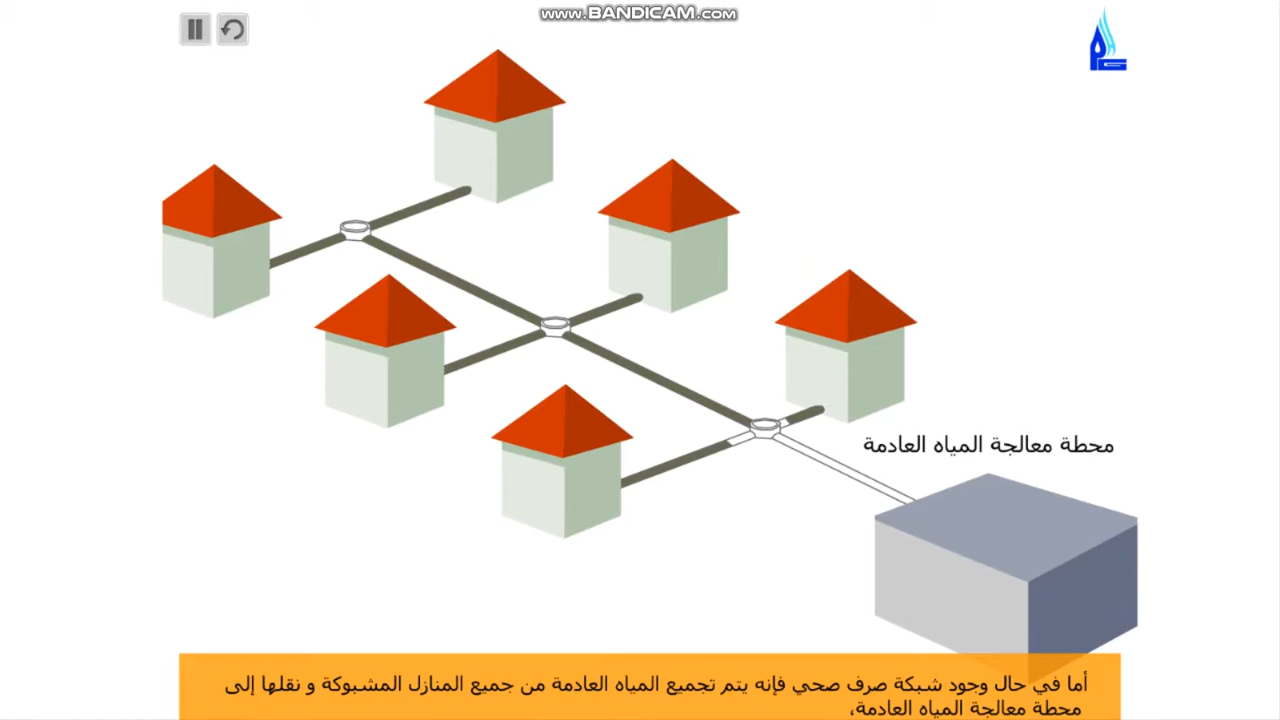 www.BANDICAM.com
PG
محطة معالجة المياه العادمة
أما في حال وجود شبكة صرف صحي فإنه يتم تجميع المياه العادمة من جميع المنازل المشبوكة و نقلها إلى
محطة معالجة المياه العادمة،